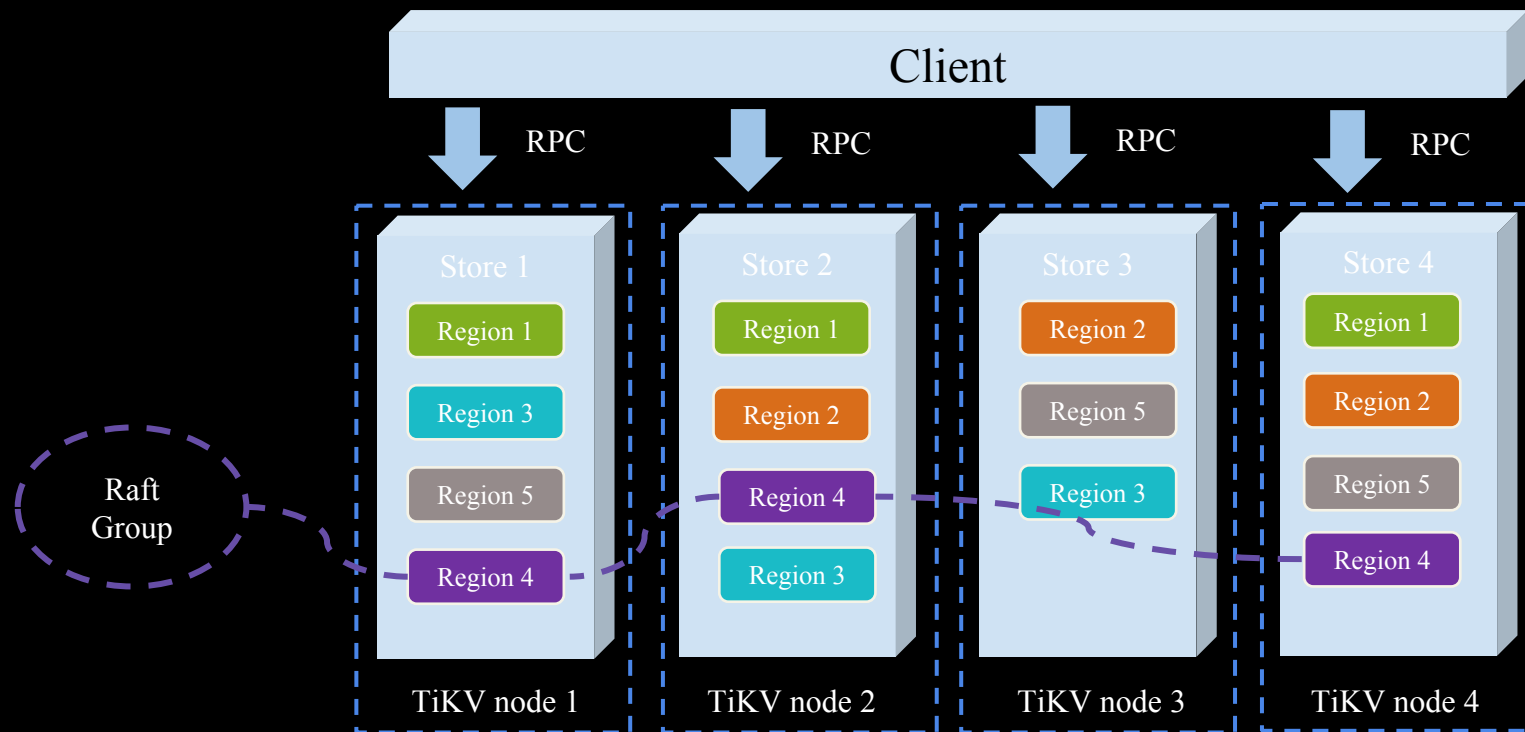 Client
RPC
RPC
RPC
RPC
Store 1
Region 1
Region 3
Region 5
Region 4
TiKV node 1
Store 2
Region 1
Region 2
Region 4
Region 3
TiKV node 2
Store 3
Region 2
Region 5
Region 3
TiKV node 3
Store 4
Region 1
Region 2
Region 5
Region 4
TiKV node 4
Raft
Group